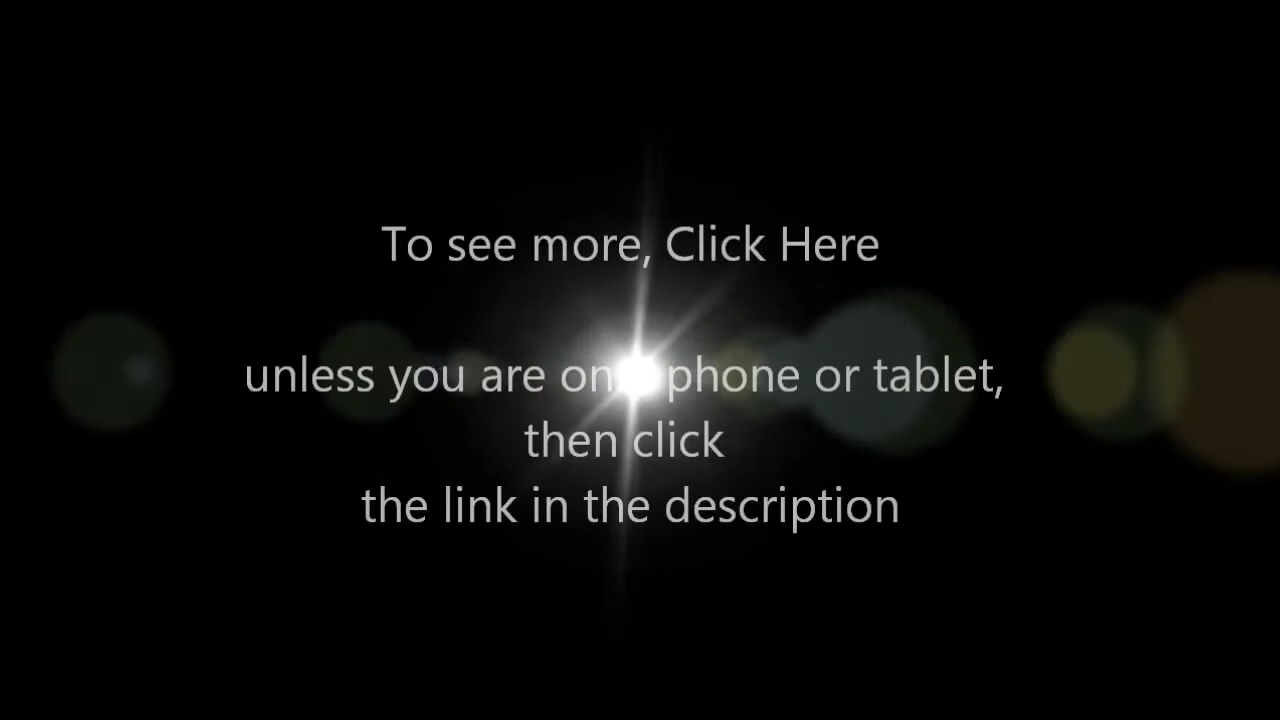 To see more, Click Here
unless you are on phone or tablet,
then click
the link in the description